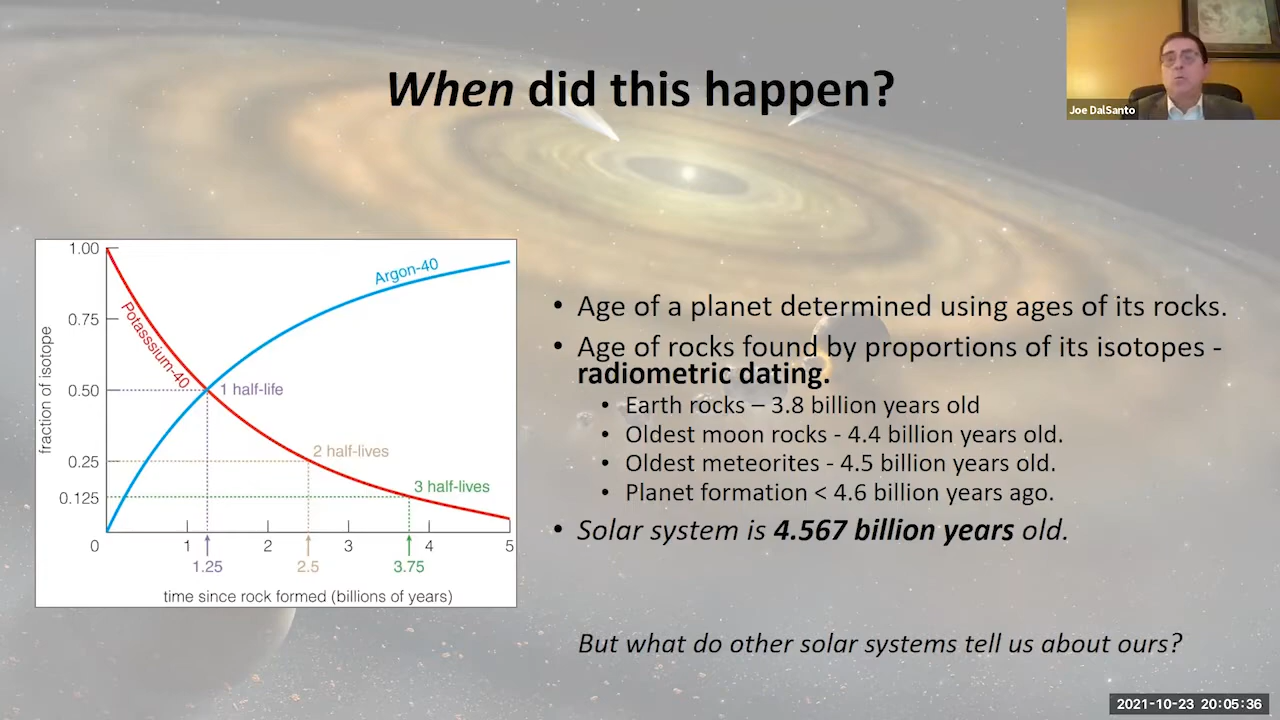 When did this happen?
Joe DalSanto
1.00
0.75
0.50
0.25
0.125
0
fraction of isotope
Potasssium-40
Argon-40
1 half-life
2 half-lives
3 half-lives
1 2 3 4 5
1.25 2.5 3.75
time since rock formed (billions of years)
• Age of a planet determined using ages of its rocks.
• Age of rocks found by proportions of its isotopes -
radiometric dating.
• Earth rocks – 3.8 billion years old
• Oldest moon rocks - 4.4 billion years old.
• Oldest meteorites - 4.5 billion years old.
• Planet formation < 4.6 billion years ago.
• Solar system is 4.567 billion years old.
But what do other solar systems tell us about ours?
2021-10-23 20:05:36